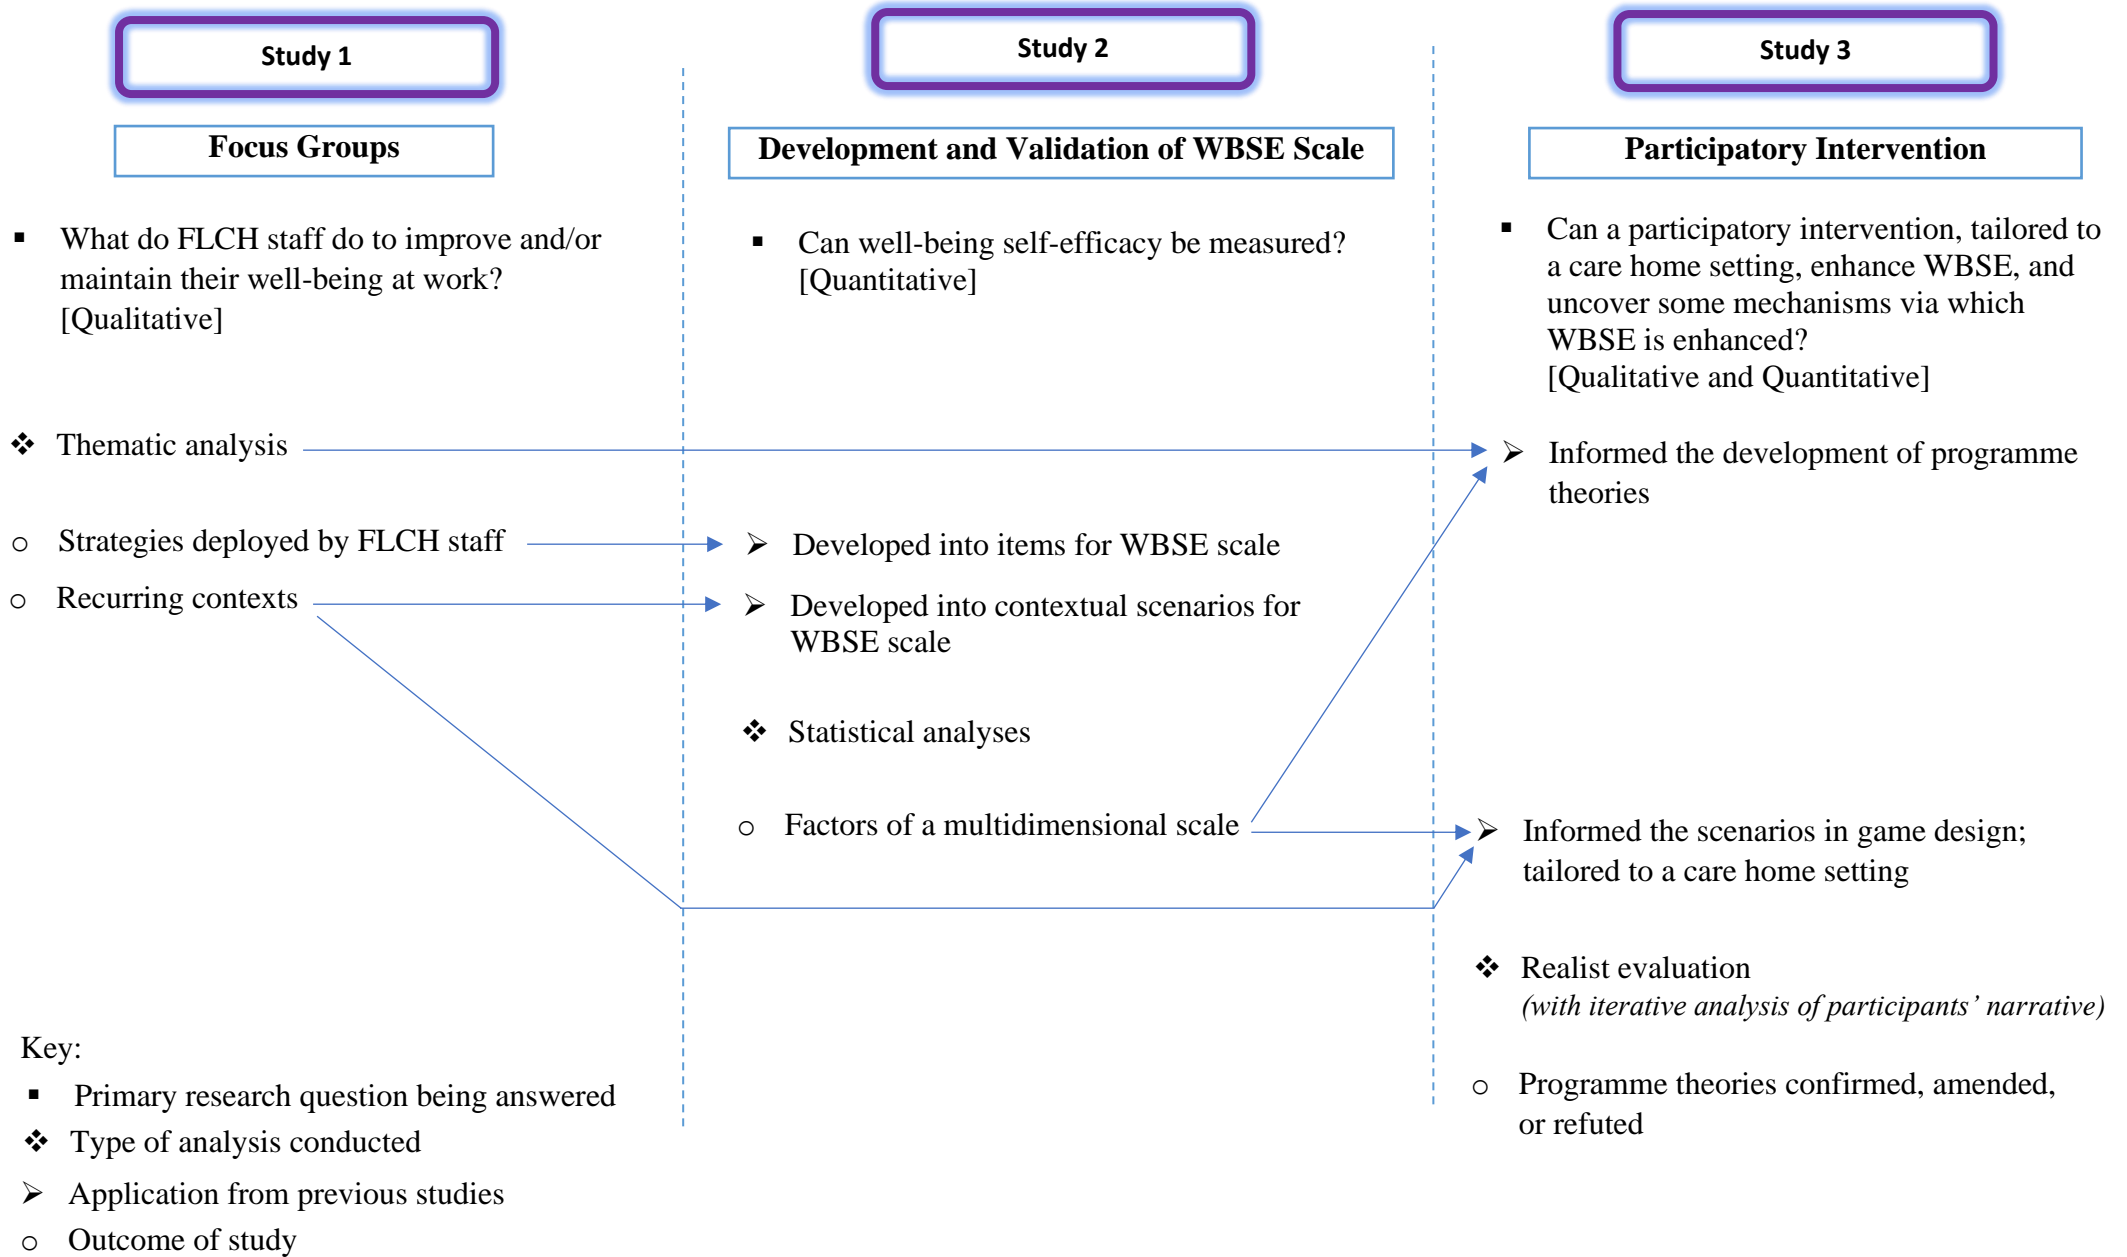 Study 1
Focus Groups
▪ What do FLCH staff do to improve and/or
maintain their well-being at work?
[Qualitative]
❖ Thematic analysis
o Strategies deployed by FLCH staff
o Recurring contexts
Key:
▪ Primary research question being answered
❖ Type of analysis conducted
➢ Application from previous studies
o Outcome of study
Study 2
Development and Validation of WBSE Scale
▪ Can well-being self-efficacy be measured?
[Quantitative]
➢ Developed into items for WBSE scale
➢ Developed into contextual scenarios for
WBSE scale
❖ Statistical analyses
o Factors of a multidimensional scale
Study 3
Participatory Intervention
▪ Can a participatory intervention, tailored to
a care home setting, enhance WBSE, and
uncover some mechanisms via which
WBSE is enhanced?
[Qualitative and Quantitative]
➢ Informed the development of programme
theories
➢ Informed the scenarios in game design;
tailored to a care home setting
❖ Realist evaluation
(with iterative analysis of participants’ narrative)
o Programme theories confirmed, amended,
or refuted